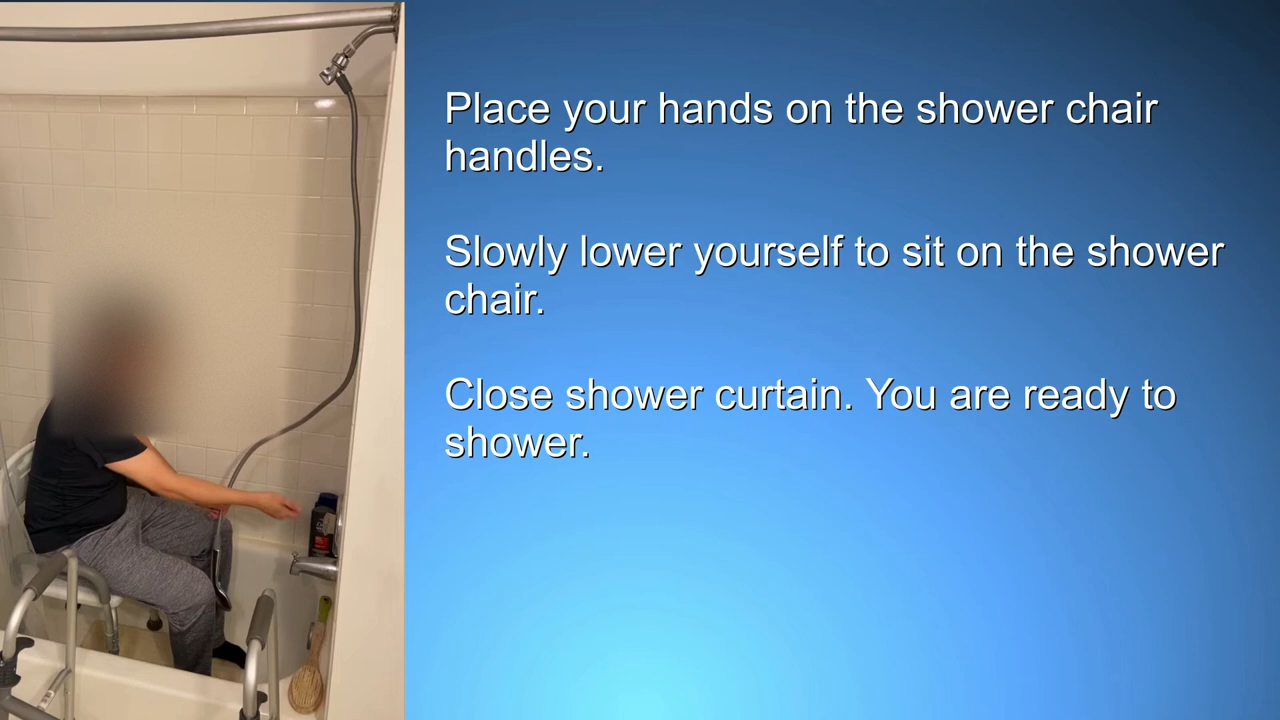 Place your hands on the shower chair
handles.
Slowly lower yourself to sit on the shower
chair.
Close shower curtain. You are ready to
shower.